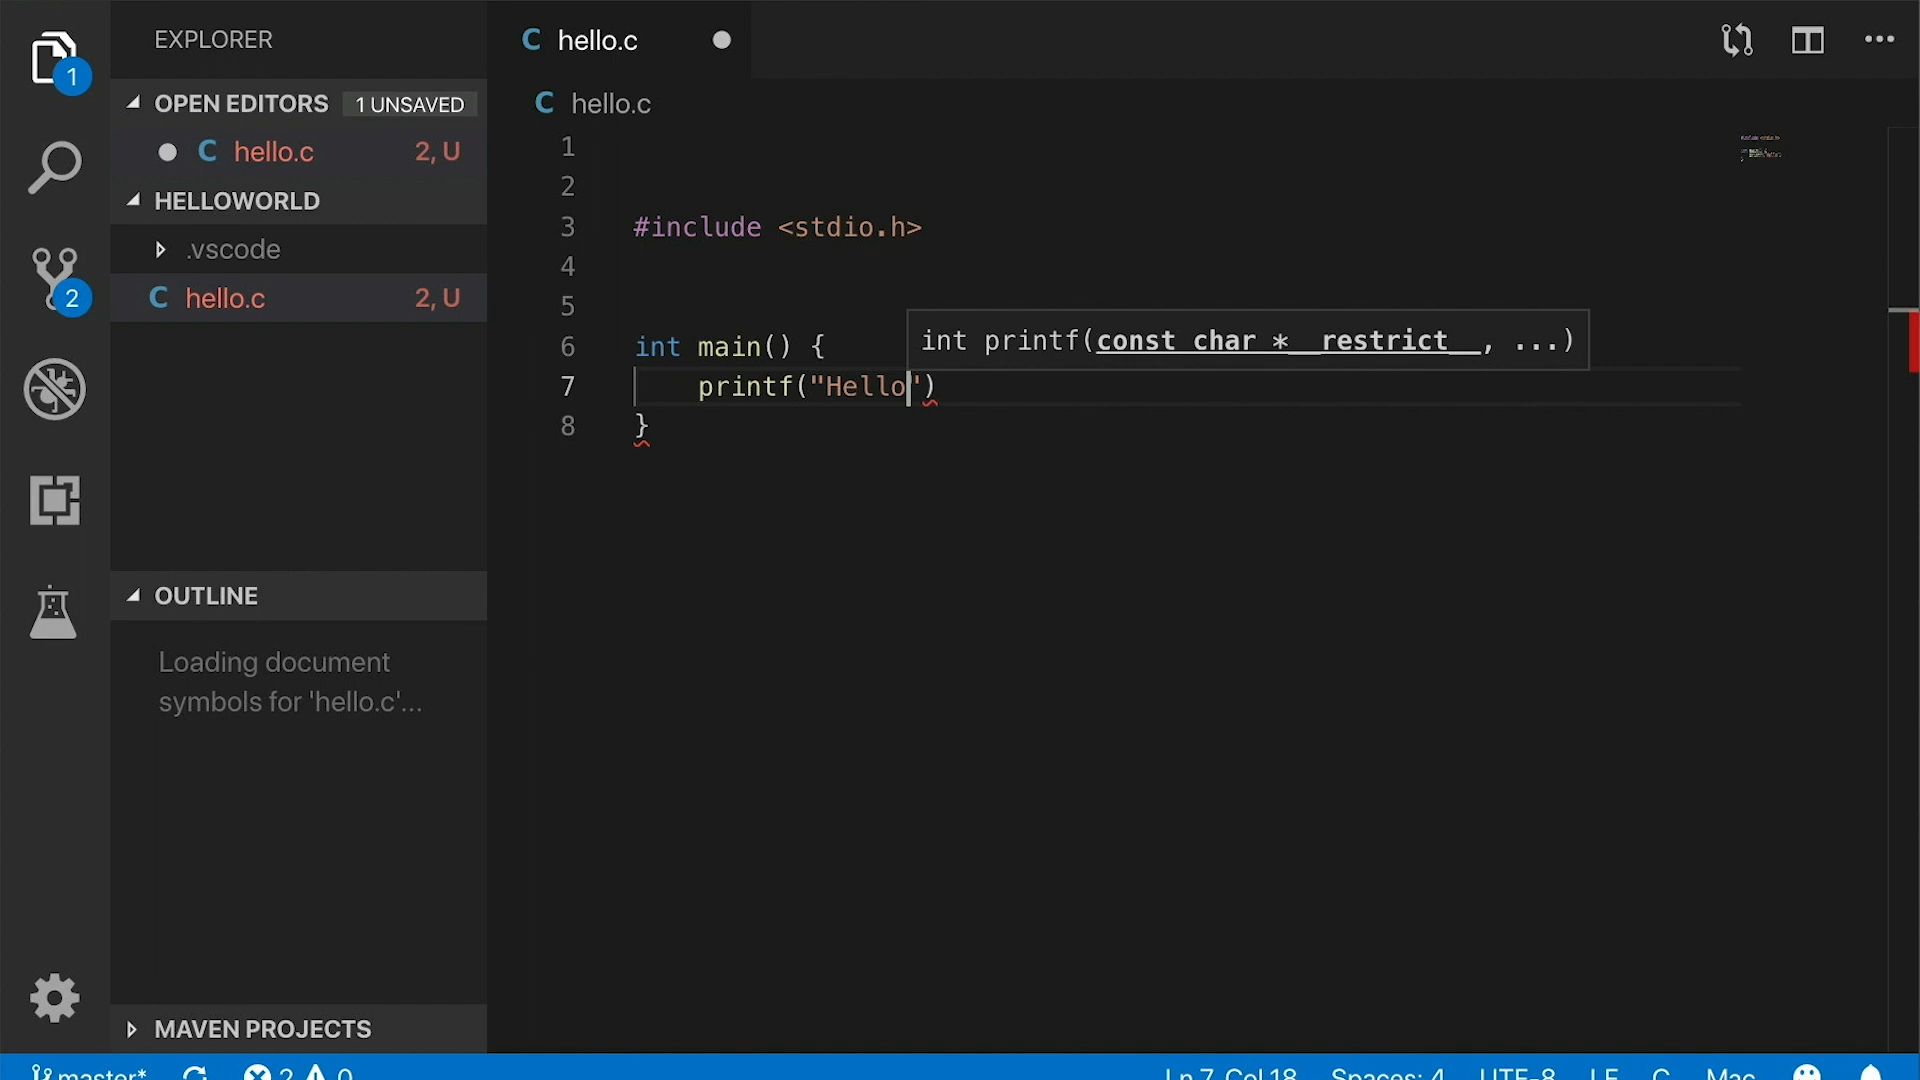 EXPLORER
1
OPEN EDITORS 1 UNSAVED
C hello.c 2, U
HELLOWORLD
.vscode
C hello.c 2, U
2
OUTLINE
Loading document
symbols for 'hello.c'...
MAVEN PROJECTS
C hello.c
C hello.c
1
2
3 #include <stdio.h>
4
5
6 int main() {
int printf(const char *__restrict__, ...)
7 printf("Hello")
8 }
master* 2 0 Ln 7, Col 18 Spaces: 4 UTF-8 LF C Mac